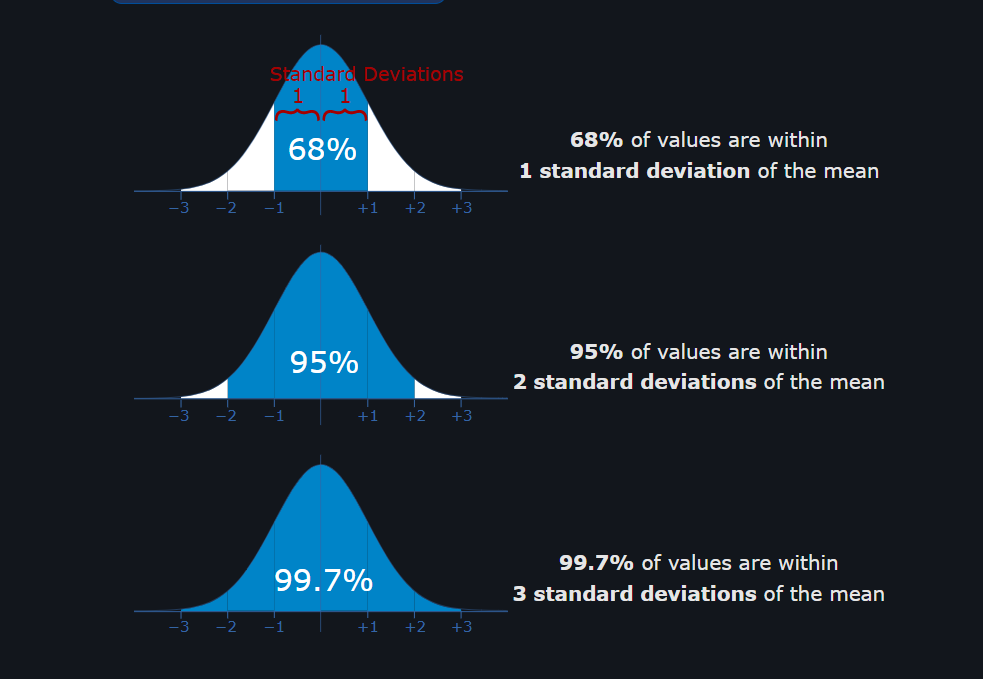 Standard Deviations
1 1
68%
68% of values are within
1 standard deviation of the mean
−3 −2 −1 +1 +2 +3
95%
95% of values are within
2 standard deviations of the mean
−3 −2 −1 +1 +2 +3
99.7%
99.7% of values are within
3 standard deviations of the mean
−3 −2 −1 +1 +2 +3